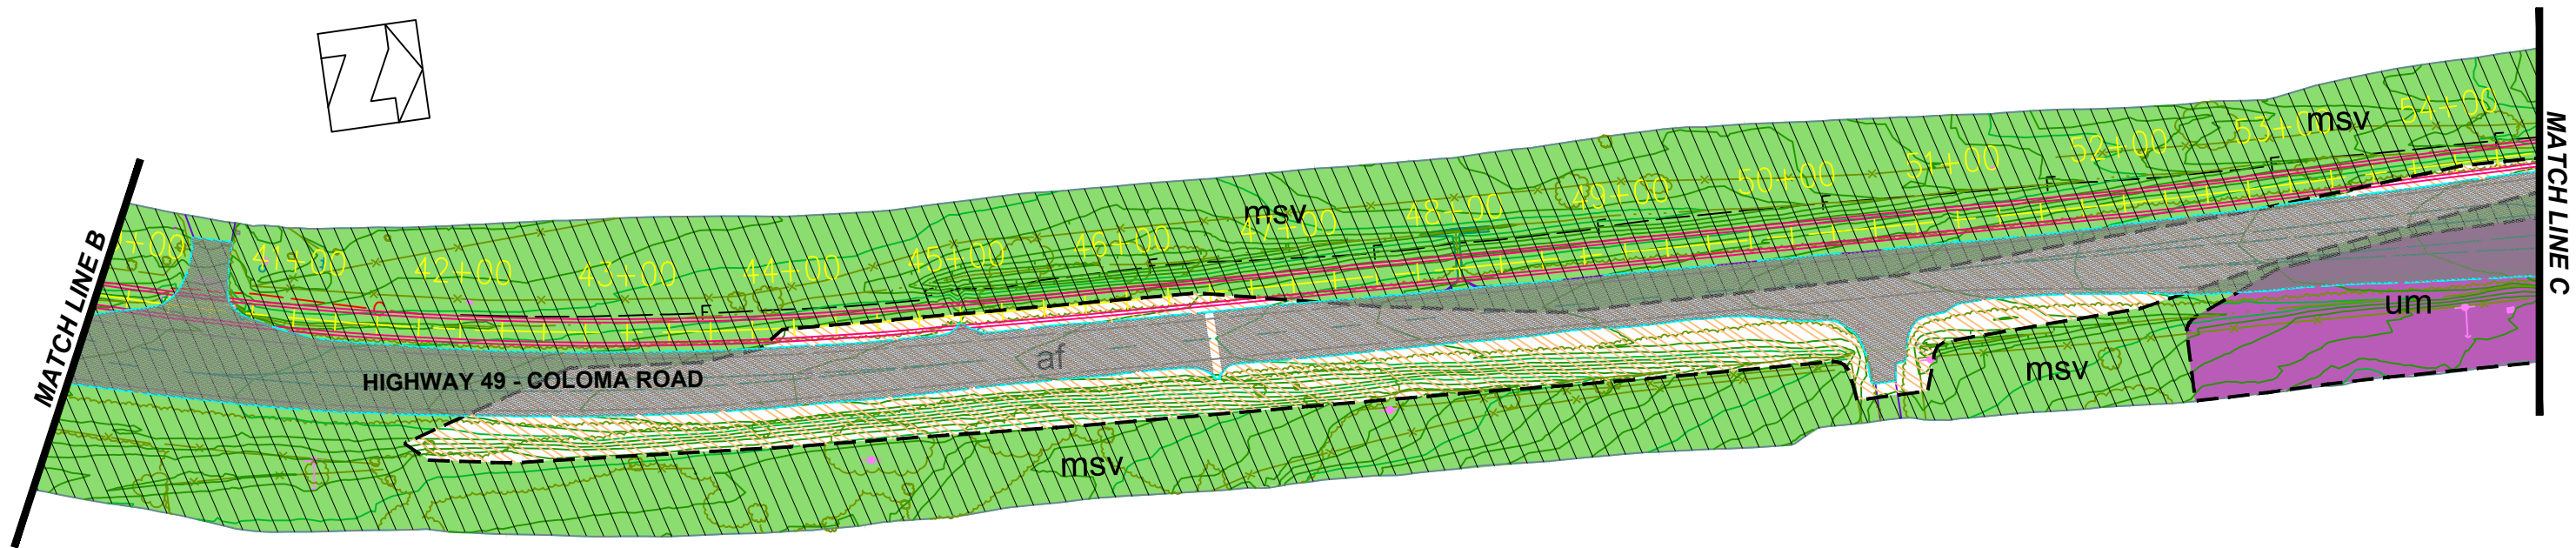 MATCH LINE B
+00
41+00
42+00
43+00
44+00
45+00
46+00
47+00
48+00
49+00
50+00
51+00
52+00
53+00
54+00
msv
msv
F
F
F
F
F
F
F
F
C
HIGHWAY 49 - COLOMA ROAD
af
msv
msv
um
MATCH LINE C